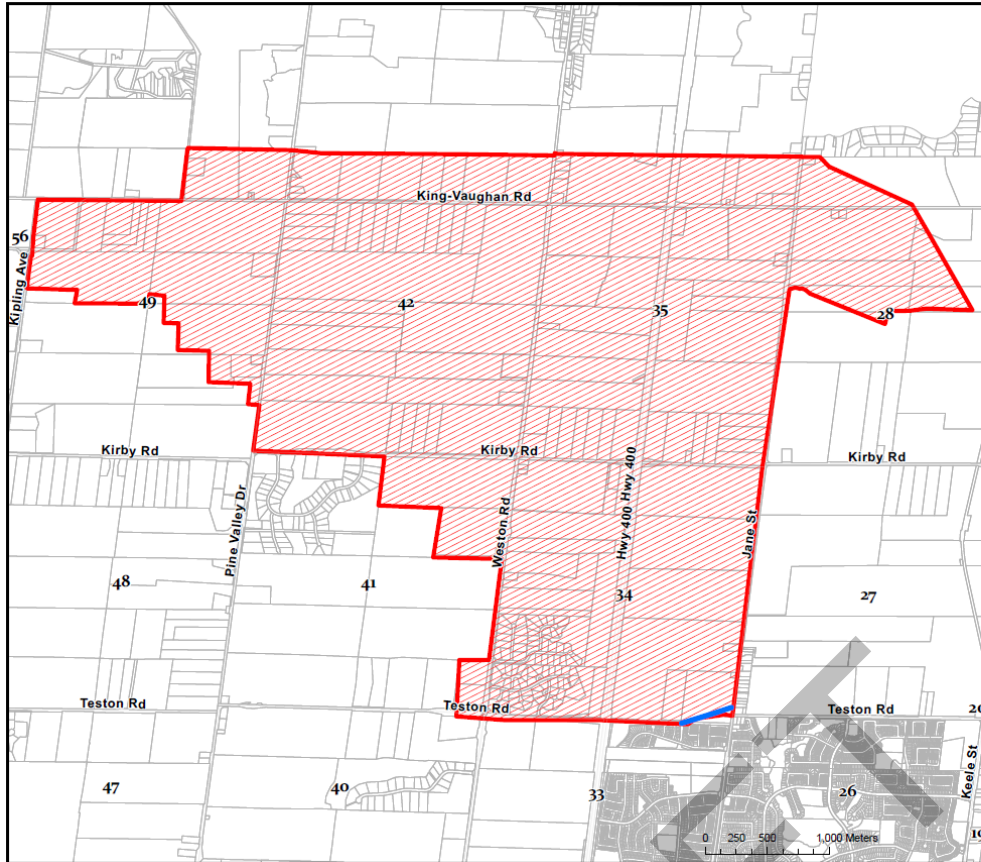 King-Vaughan Rd
56
Kipling Ave
49
42
35
28
Kirby Rd
Kirby Rd
Kirby Rd
Hwy 400 Hwy 400
Pine Valley Dr
Weston Rd
Jane St
48
41
34
27
Teston Rd
Teston Rd
Teston Rd
47
40
33
26
Keele St
0 250 500 1,000 Meters